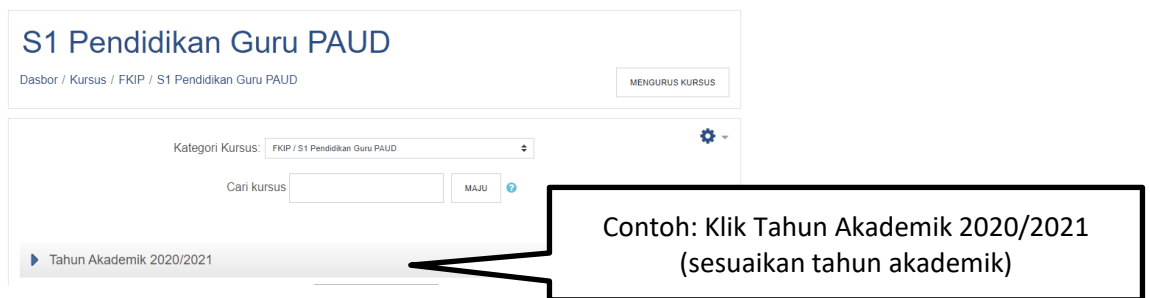 S1 Pendidikan Guru PAUD
Dasbor / Kursus / FKIP / S1 Pendidikan Guru PAUD
MENGURUS KURSUS
Kategori Kursus: FKIP / S1 Pendidikan Guru PAUD
Cari kursus MAJU
Contoh: Klik Tahun Akademik 2020/2021
(sesuaikan tahun akademik)
Tahun Akademik 2020/2021